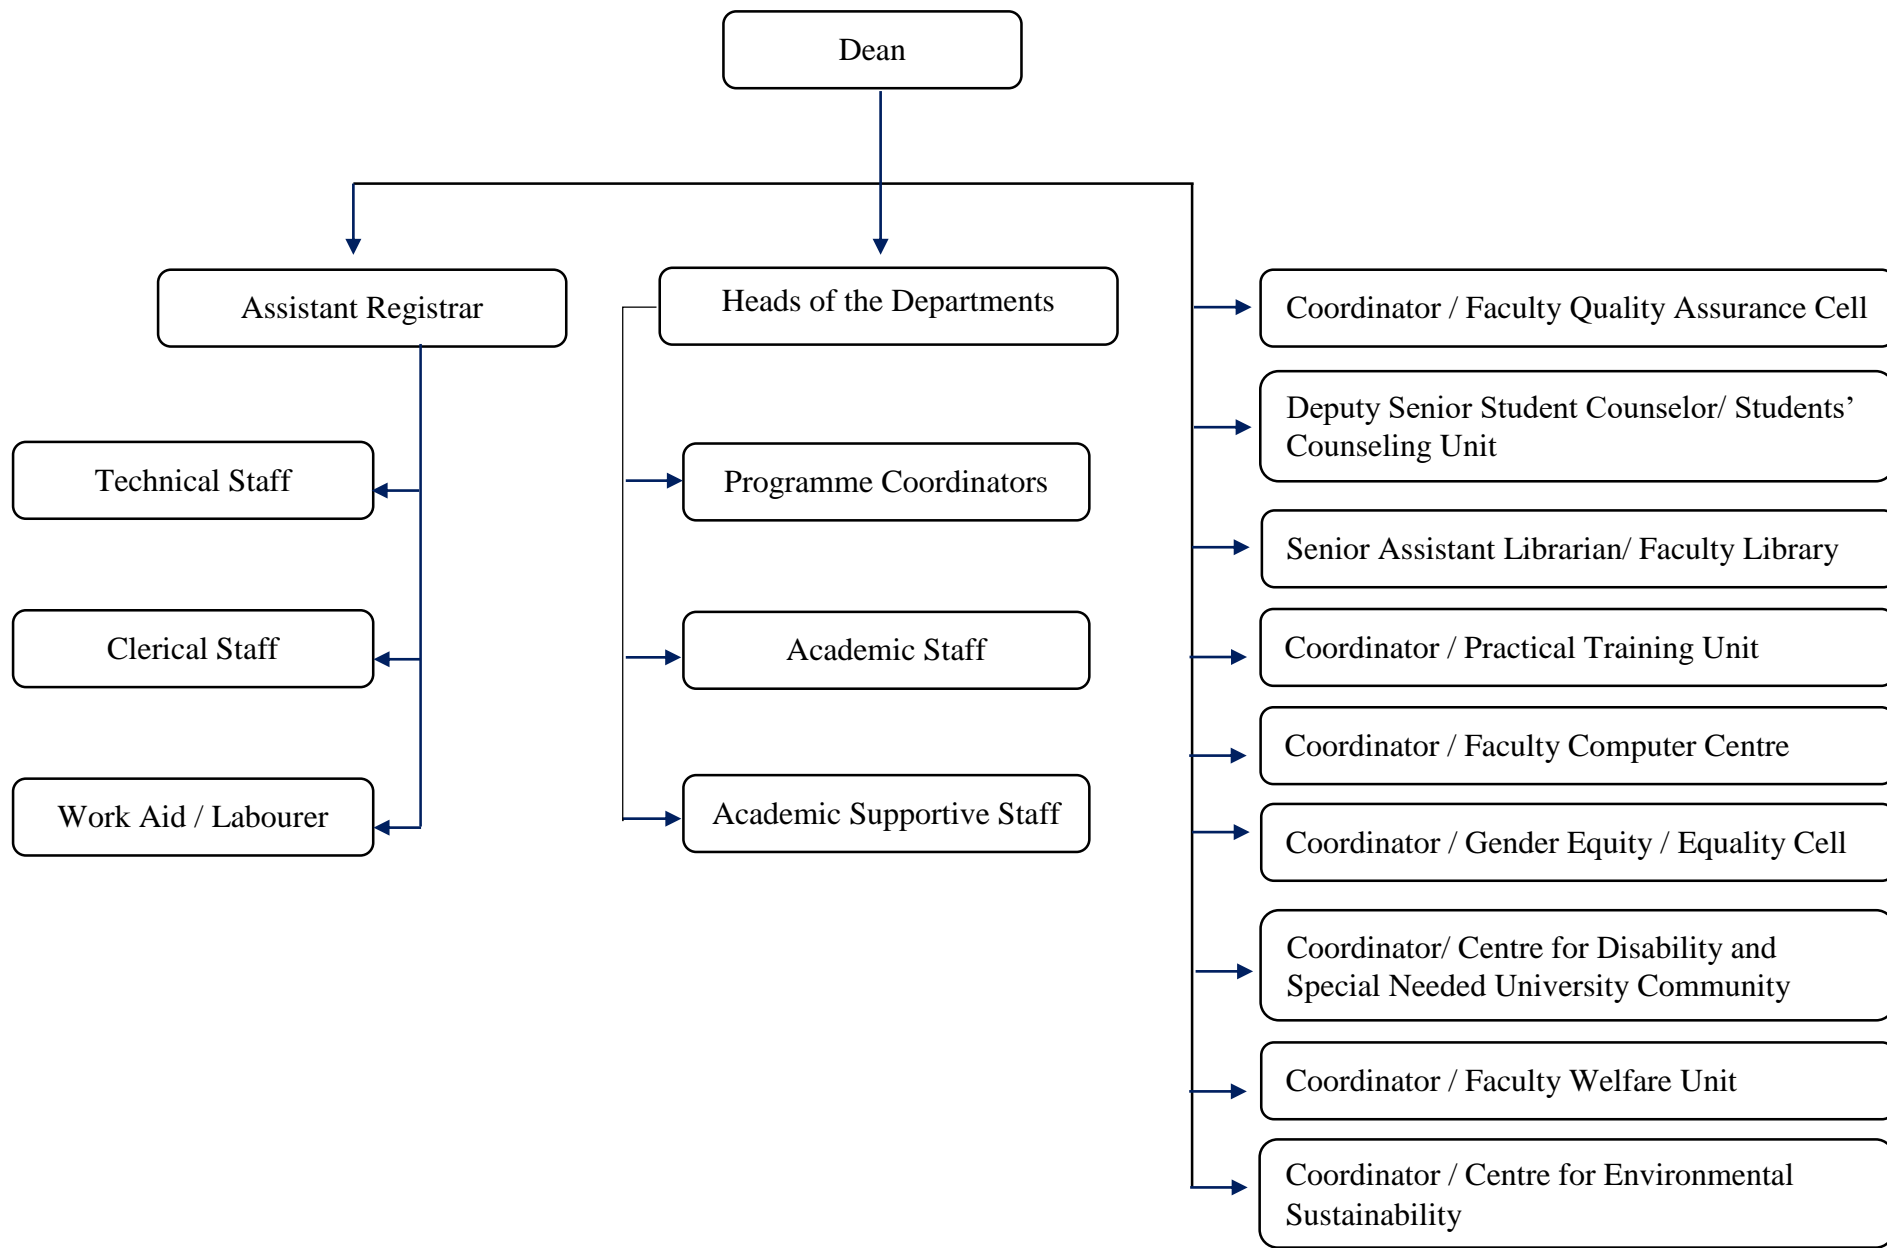 Dean
Assistant Registrar
Technical Staff
Clerical Staff
Work Aid / Labourer
Heads of the Departments
Programme Coordinators
Academic Staff
Academic Supportive Staff
Coordinator / Faculty Quality Assurance Cell
Deputy Senior Student Counselor/ Students’
Counseling Unit
Senior Assistant Librarian/ Faculty Library
Coordinator / Practical Training Unit
Coordinator / Faculty Computer Centre
Coordinator / Gender Equity / Equality Cell
Coordinator/ Centre for Disability and
Special Needed University Community
Coordinator / Faculty Welfare Unit
Coordinator / Centre for Environmental
Sustainability